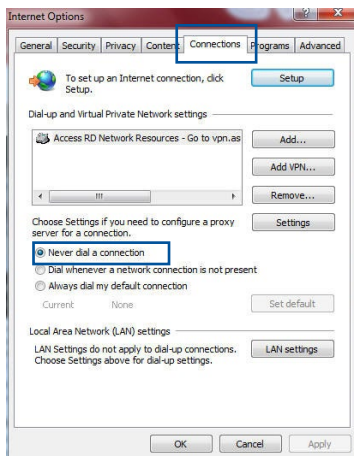 Internet Options
General Security Privacy Content Connections Programs Advanced
To set up an Internet connection, click Setup
Setup.
Dial-up and Virtual Private Network settings
Access RD Network Resources - Go to vpn.as Add...
Add VPN...
Remove...
Choose Settings if you need to configure a proxy Settings
server for a connection.
Never dial a connection
Dial whenever a network connection is not present
Always dial my default connection
Current None Set default
Local Area Network (LAN) settings
LAN Settings do not apply to dial-up connections. LAN settings
Choose Settings above for dial-up settings.
OK Cancel Apply